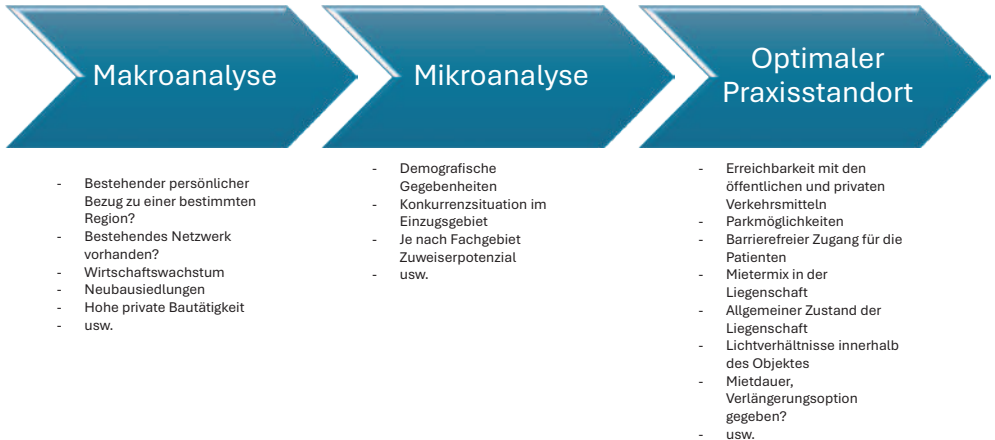 Makroanalyse
- Bestehender persönlicher
Bezug zu einer bestimmten
Region?
- Bestehendes Netzwerk
vorhanden?
- Wirtschaftswachstum
- Neubausiedlungen
- Hohe private Bautätigkeit
- usw.
Mikroanalyse
- Demografische
Gegebenheiten
- Konkurrenzsituation im
Einzugsgebiet
- Je nach Fachgebiet
Zuweiserpotenzial
- usw.
Optimaler
Praxisstandort
- Erreichbarkeit mit den
öffentlichen und privaten
Verkehrsmitteln
- Parkmöglichkeiten
- Barrierefreier Zugang für die
Patienten
- Mietermix in der
Liegenschaft
- Allgemeiner Zustand der
Liegenschaft
- Lichtverhältnisse innerhalb
des Objektes
- Mietdauer,
Verlängerungsoption
gegeben?
- usw.